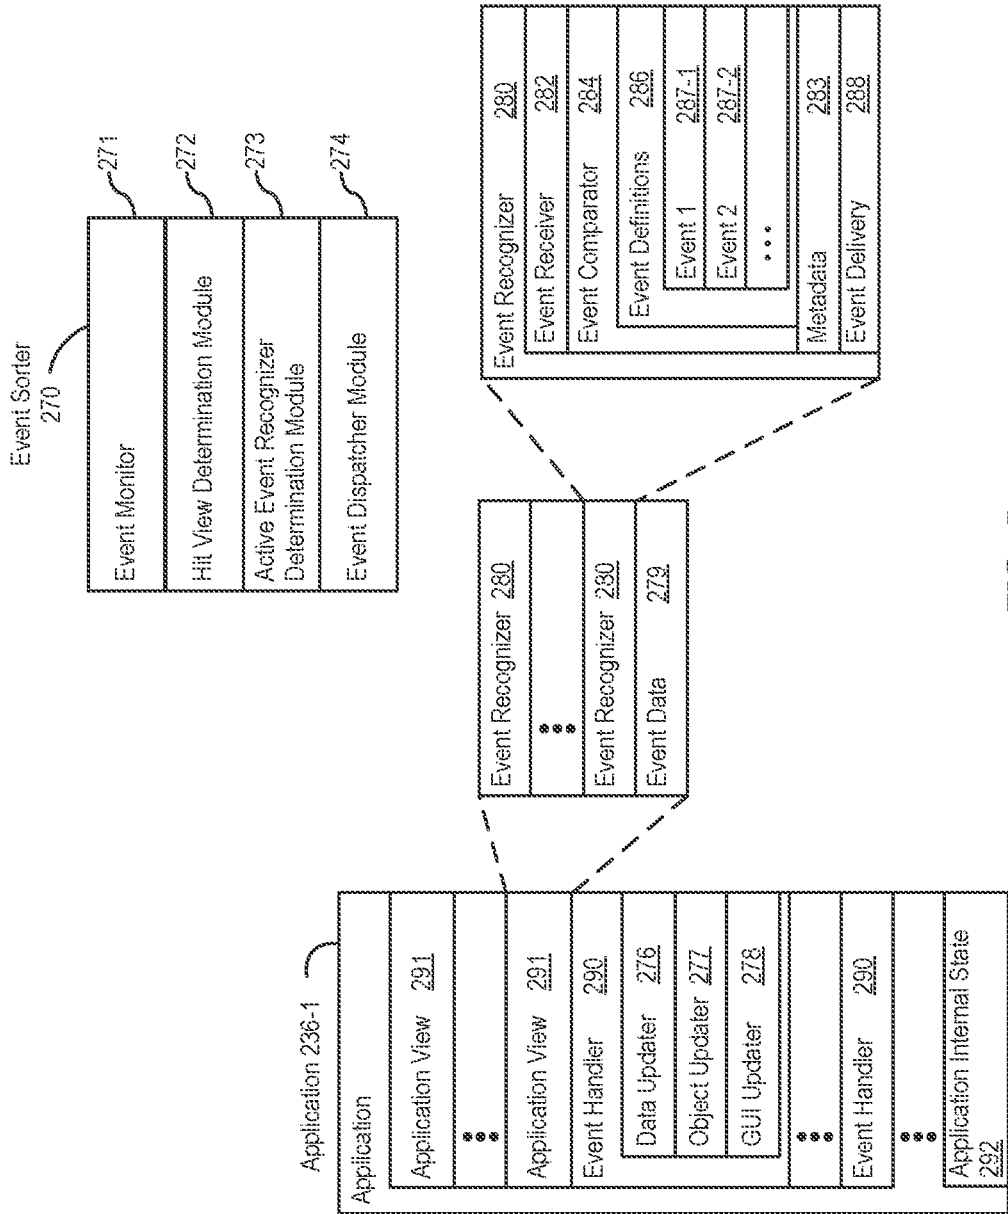 Event Sorter
270
Event Monitor
271
Hit View Determination Module
272
Active Event Recognizer
Determination Module
273
Event Dispatcher Module
274
Application 236-1
Application
Application View 291
•••
Application View 291
Event Handler 290
Data Updater 276
Object Updater 277
GUI Updater 278
•••
Event Handler 290
•••
Application Internal State
292
Event Recognizer 280
•••
Event Recognizer 280
Event Data 279
Event Recognizer 280
Event Receiver 282
Event Comparator 284
Event Definitions 286
Event 1 287-1
Event 2 287-2
•••
Metadata 283
Event Delivery 288